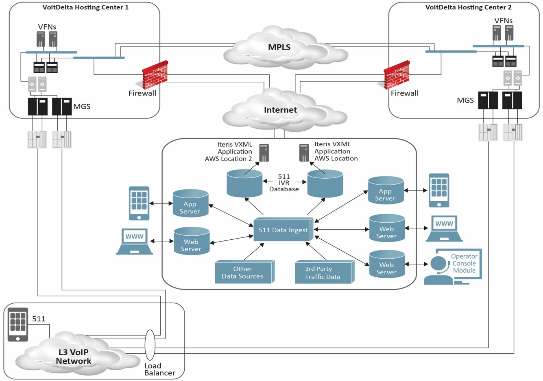 VoltDelta Hosting Center 1
VoltDelta Hosting Center 2
VFNs
VFNs
MPLS
Firewall
Firewall
MGS
MGS
Internet
Iteris VXML
Application
AWS Location 2
Iteris VXML
Application
AWS Location
511
IVR
Database
App
Server
App
Server
WWW
Web
Server
511 Data Ingest
Web
Server
WWW
Other
Data Sources
3rd Party
Traffic Data
Web
Server
Operator
Console
Module
511
L3 VoIP
Network
Load
Balancer